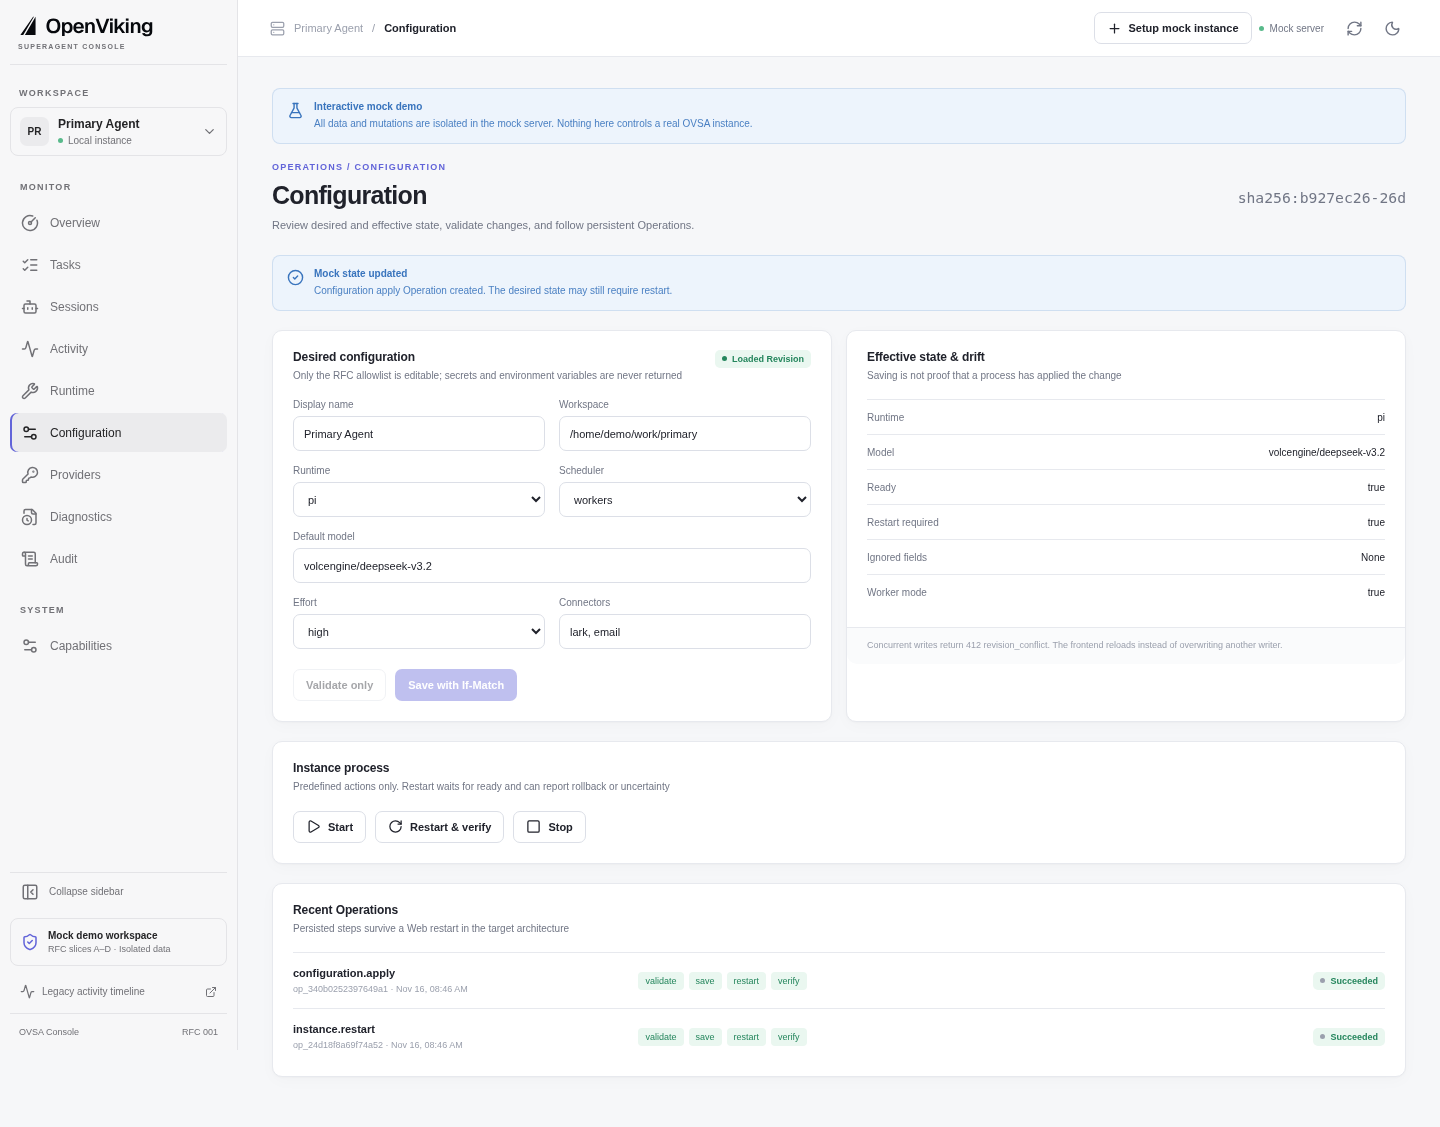 OpenViking
SUPERAGENT CONSOLE
WORKSPACE
PR
Primary Agent
Local instance
MONITOR
Overview
Tasks
Sessions
Activity
Runtime
Configuration
Providers
Diagnostics
Audit
SYSTEM
Capabilities
Collapse sidebar
Mock demo workspace
RFC slices A–D · Isolated data
Legacy activity timeline
OVSA Console RFC 001
Primary Agent / Configuration
Setup mock instance
Mock server
Interactive mock demo
All data and mutations are isolated in the mock server. Nothing here controls a real OVSA instance.
OPERATIONS / CONFIGURATION
Configuration
sha256:b927ec26-26d
Review desired and effective state, validate changes, and follow persistent Operations.
Mock state updated
Configuration apply Operation created. The desired state may still require restart.
Desired configuration
Loaded Revision
Only the RFC allowlist is editable; secrets and environment variables are never returned
Display name Workspace
Primary Agent /home/demo/work/primary
Runtime Scheduler
pi workers
Default model
volcengine/deepseek-v3.2
Effort Connectors
high lark, email
Validate only Save with If-Match
Effective state & drift
Saving is not proof that a process has applied the change
Runtime pi
Model volcengine/deepseek-v3.2
Ready true
Restart required true
Ignored fields None
Worker mode true
Concurrent writes return 412 revision_conflict. The frontend reloads instead of overwriting another writer.
Instance process
Predefined actions only. Restart waits for ready and can report rollback or uncertainty
Start Restart & verify Stop
Recent Operations
Persisted steps survive a Web restart in the target architecture
configuration.apply
op_340b0252397649a1 · Nov 16, 08:46 AM
validate save restart verify
Succeeded
instance.restart
op_24d18f8a69f74a52 · Nov 16, 08:46 AM
validate save restart verify
Succeeded